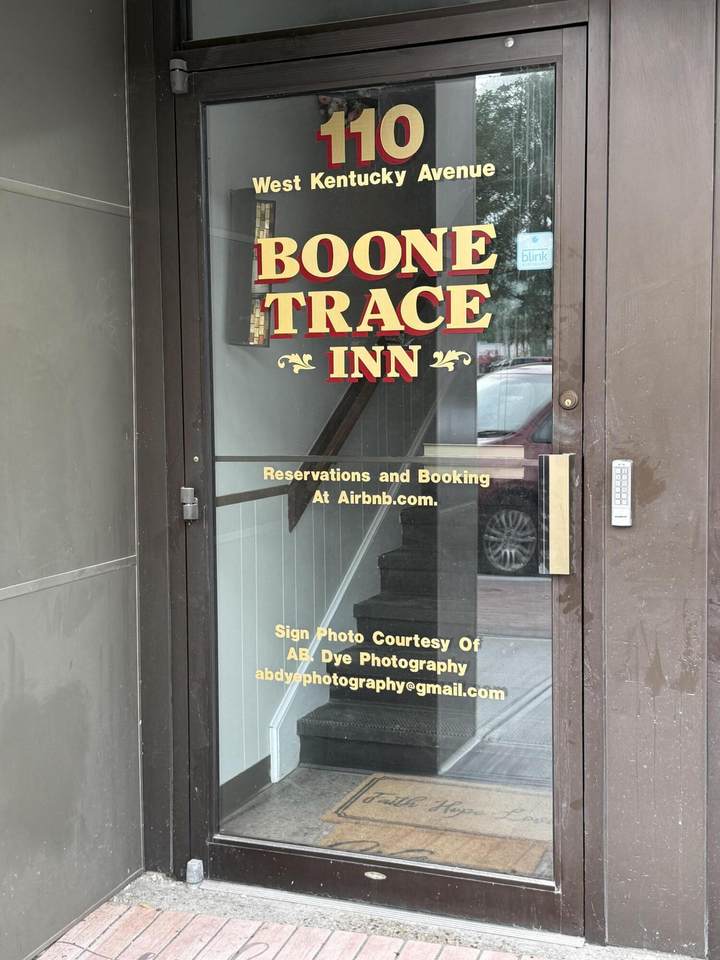 110
West Kentucky Avenue
BOONE
TRACE
INN
blink
Reservations and Booking
At Airbnb.com.
Sign Photo Courtesy Of
AB. Dye Photography
abdyephotography@gmail.com
Faith Hope Love